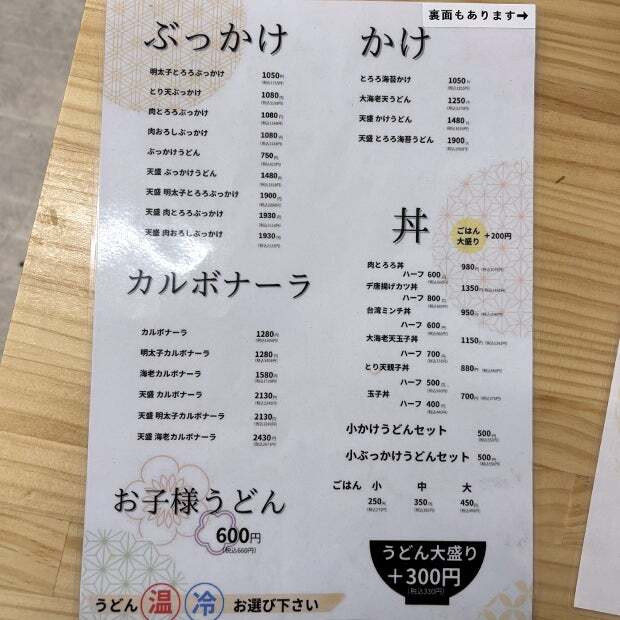 裏面もあります→
ぶっかけ
明太子とろろぶっかけ 1050円
とり天ぶっかけ 1080円
肉とろろぶっかけ 1080円
肉おろしぶっかけ 1080円
ぶっかけうどん 750円
天盛 ぶっかけうどん 1480円
天盛 明太子とろろぶっかけ 1900円
天盛 肉とろろぶっかけ 1930円
天盛 肉おろしぶっかけ 1930円
カルボナーラ
カルボナーラ 1280円
明太子カルボナーラ 1280円
海老カルボナーラ 1580円
天盛 カルボナーラ 2130円
天盛 明太子カルボナーラ 2130円
天盛 海老カルボナーラ 2430円
お子様うどん
600円
(税込660円)
うどん 温 冷 お選び下さい
かけ
とろろ海苔かけ 1050円
大海老天うどん 1250円
天盛 かけうどん 1480円
天盛 とろろ海苔うどん 1900円
丼
ごはん
大盛り +200円
肉とろろ丼 980円
ハーフ 600円
デ唐揚げカツ丼 1350円
ハーフ 800円
台湾ミンチ丼 950円
ハーフ 600円
大海老天玉子丼 1150円
ハーフ 700円
とり天親子丼 880円
ハーフ 500円
玉子丼 700円
ハーフ 400円
小かけうどんセット 500円
小ぶっかけうどんセット 500円
ごはん 小 中 大
250円 350円 450円
うどん大盛り
+300円
(税込330円)